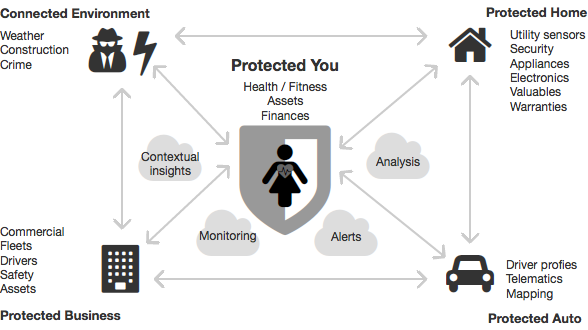 Connected Environment
Weather
Construction
Crime
Protected Home
Utility sensors
Security
Appliances
Electronics
Valuables
Warranties
Protected You
Health / Fitness
Assets
Finances
Contextual
insights
Analysis
Monitoring
Alerts
Commercial
Fleets
Drivers
Safety
Assets
Protected Business
Driver profies
Telematics
Mapping
Protected Auto